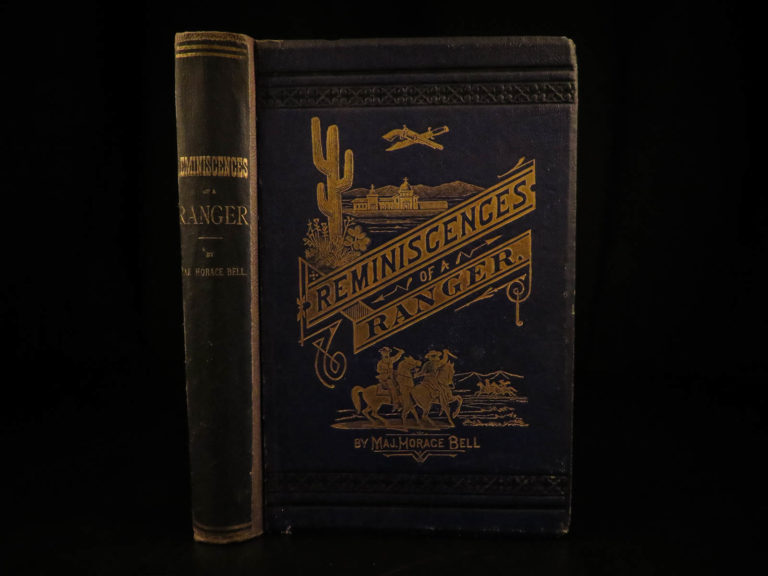 REMINISCENCES
OF A
RANGER
BY
MAJ. HORACE BELL.
REMINISCENCES
OF A
RANGER.
BY MAJ. HORACE BELL